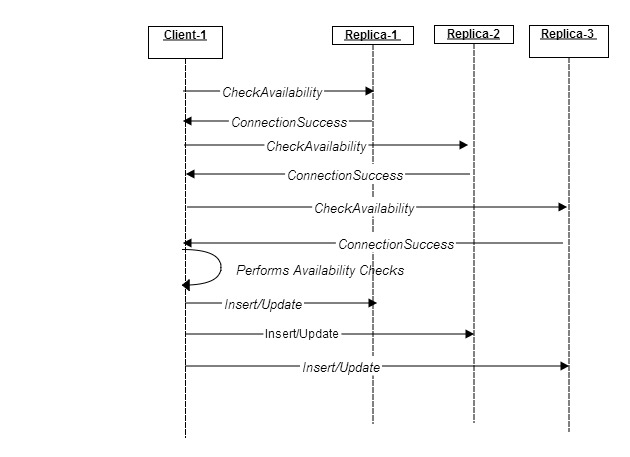 Client-1 Replica-1 Replica-2 Replica-3
CheckAvailability
ConnectionSuccess
CheckAvailability
ConnectionSuccess
CheckAvailability
ConnectionSuccess
Performs Availability Checks
Insert/Update
Insert/Update
Insert/Update